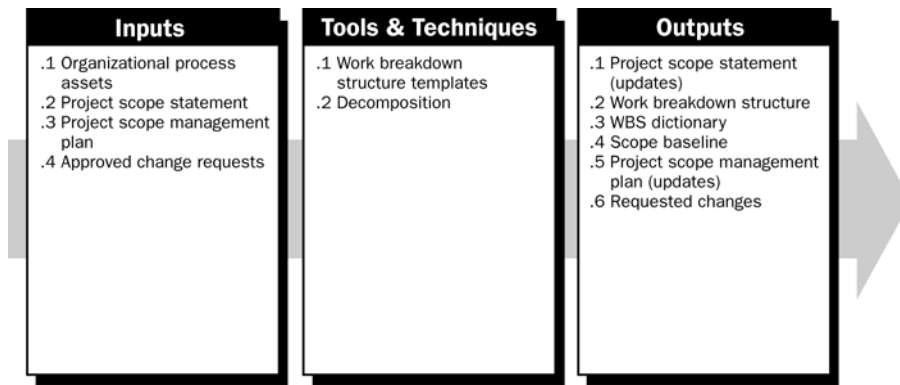 Inputs
.1 Organizational process
assets
.2 Project scope statement
.3 Project scope management
plan
.4 Approved change requests
Tools & Techniques
.1 Work breakdown
structure templates
.2 Decomposition
Outputs
.1 Project scope statement
(updates)
.2 Work breakdown structure
.3 WBS dictionary
.4 Scope baseline
.5 Project scope management
plan (updates)
.6 Requested changes